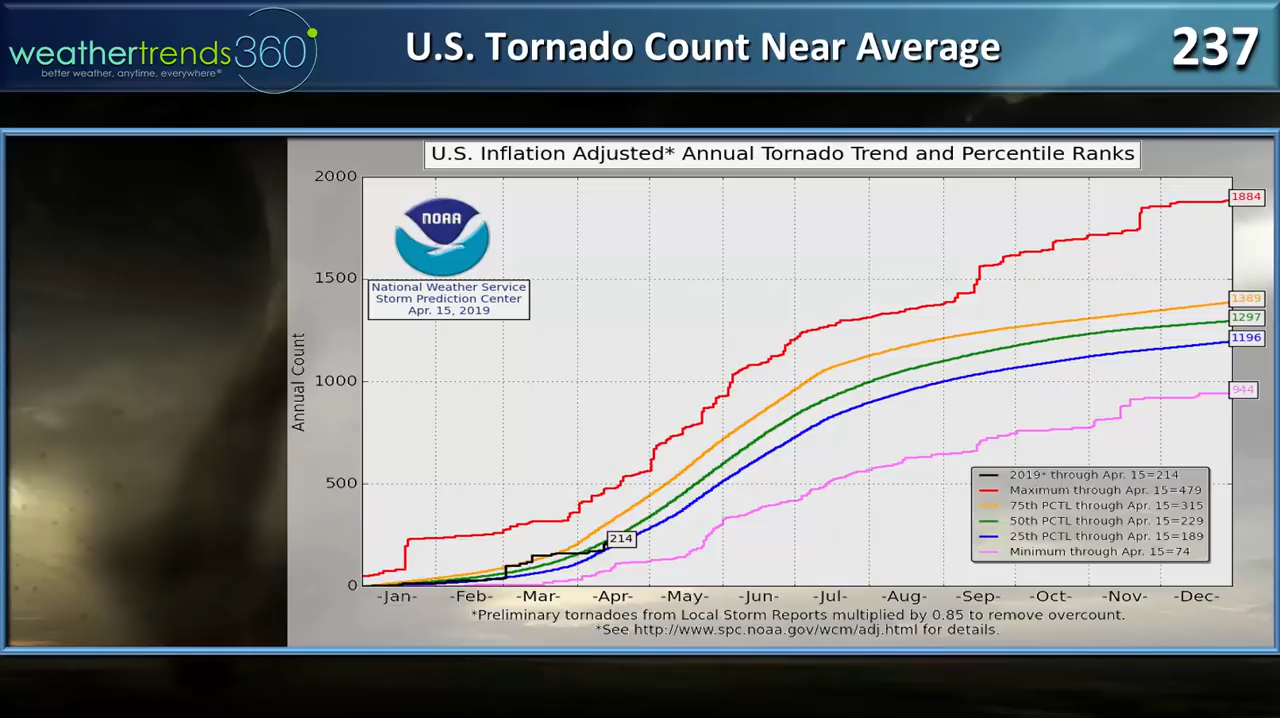 weathertrends360°
better weather, anytime, everywhere®
U.S. Tornado Count Near Average
237
U.S. Inflation Adjusted* Annual Tornado Trend and Percentile Ranks
NOAA
National Weather Service
Storm Prediction Center
Apr. 15, 2019
Annual Count
2000
1500
1000
500
0
1884
1389
1297
1196
944
214
2019* through Apr. 15=214
Maximum through Apr. 15=479
75th PCTL through Apr. 15=315
50th PCTL through Apr. 15=229
25th PCTL through Apr. 15=189
Minimum through Apr. 15=74
-Jan- -Feb- -Mar- -Apr- -May- -Jun- -Jul- -Aug- -Sep- -Oct- -Nov- -Dec-
*Preliminary tornadoes from Local Storm Reports multiplied by 0.85 to remove overcount.
*See http://www.spc.noaa.gov/wcm/adj.html for details.